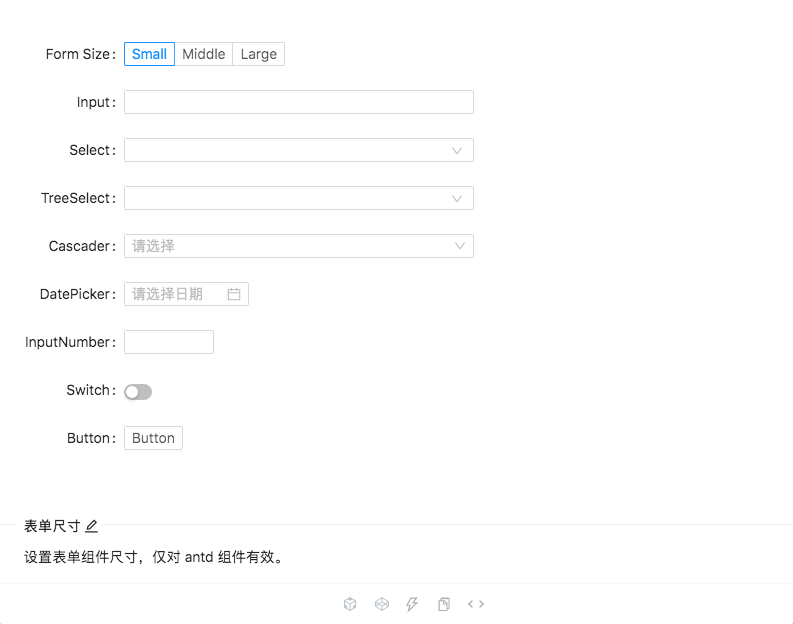 Form Size: Small Middle Large
Input:
Select:
TreeSelect:
Cascader: 请选择
DatePicker: 请选择日期
InputNumber:
Switch:
Button: Button
表单尺寸
设置表单组件尺寸，仅对 antd 组件有效。